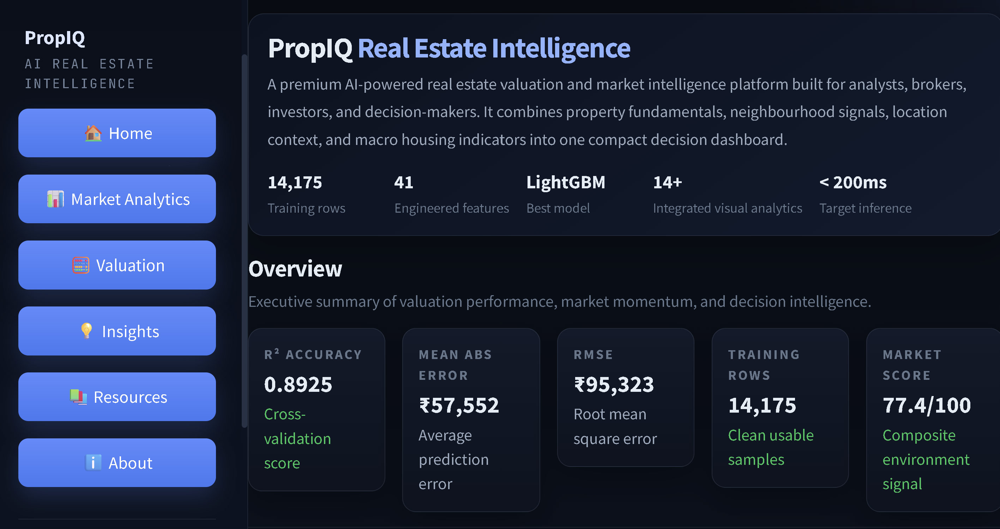 PropIQ
AI REAL ESTATE
INTELLIGENCE
Home
Market Analytics
Valuation
Insights
Resources
About
PropIQ Real Estate Intelligence
A premium AI-powered real estate valuation and market intelligence platform built for analysts, brokers,
investors, and decision-makers. It combines property fundamentals, neighbourhood signals, location
context, and macro housing indicators into one compact decision dashboard.
14,175
Training rows
41
Engineered features
LightGBM
Best model
14+
Integrated visual analytics
< 200ms
Target inference
Overview
Executive summary of valuation performance, market momentum, and decision intelligence.
R² ACCURACY
0.8925
Cross-
validation
score
MEAN ABS
ERROR
₹57,552
Average
prediction
error
RMSE
₹95,323
Root mean
square error
TRAINING
ROWS
14,175
Clean usable
samples
MARKET
SCORE
77.4/100
Composite
environment
signal